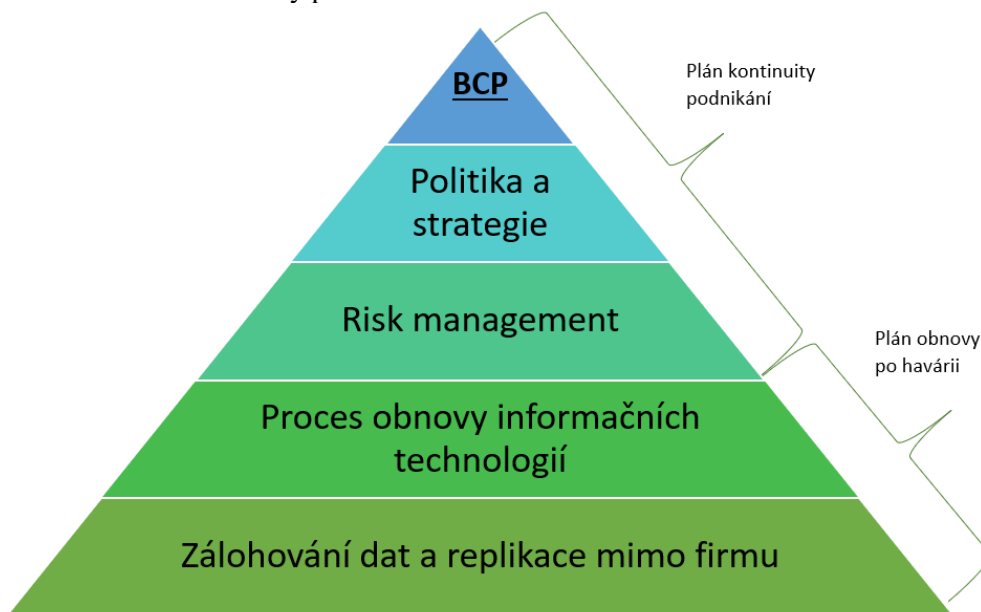 BCP
Politika a
strategie
Risk management
Proces obnovy informačních
technologií
Zálohování dat a replikace mimo firmu
Plán kontinuity
podnikání
Plán obnovy
po havárii